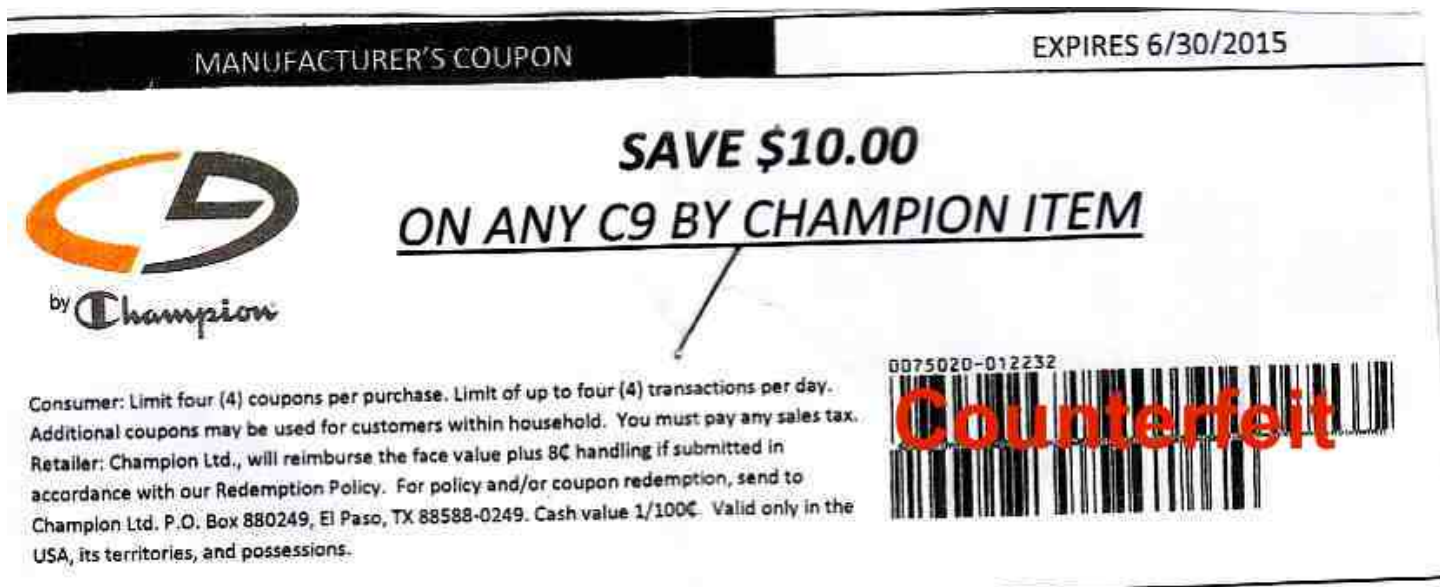 MANUFACTURER'S COUPON
EXPIRES 6/30/2015
SAVE $10.00
ON ANY C9 BY CHAMPION ITEM
C9
by Champion
0075020-012232
Counterfeit
Consumer: Limit four (4) coupons per purchase. Limit of up to four (4) transactions per day.
Additional coupons may be used for customers within household. You must pay any sales tax.
Retailer: Champion Ltd., will reimburse the face value plus 8¢ handling if submitted in
accordance with our Redemption Policy. For policy and/or coupon redemption, send to
Champion Ltd. P.O. Box 880249, El Paso, TX 88588-0249. Cash value 1/100¢. Valid only in the
USA, its territories, and possessions.